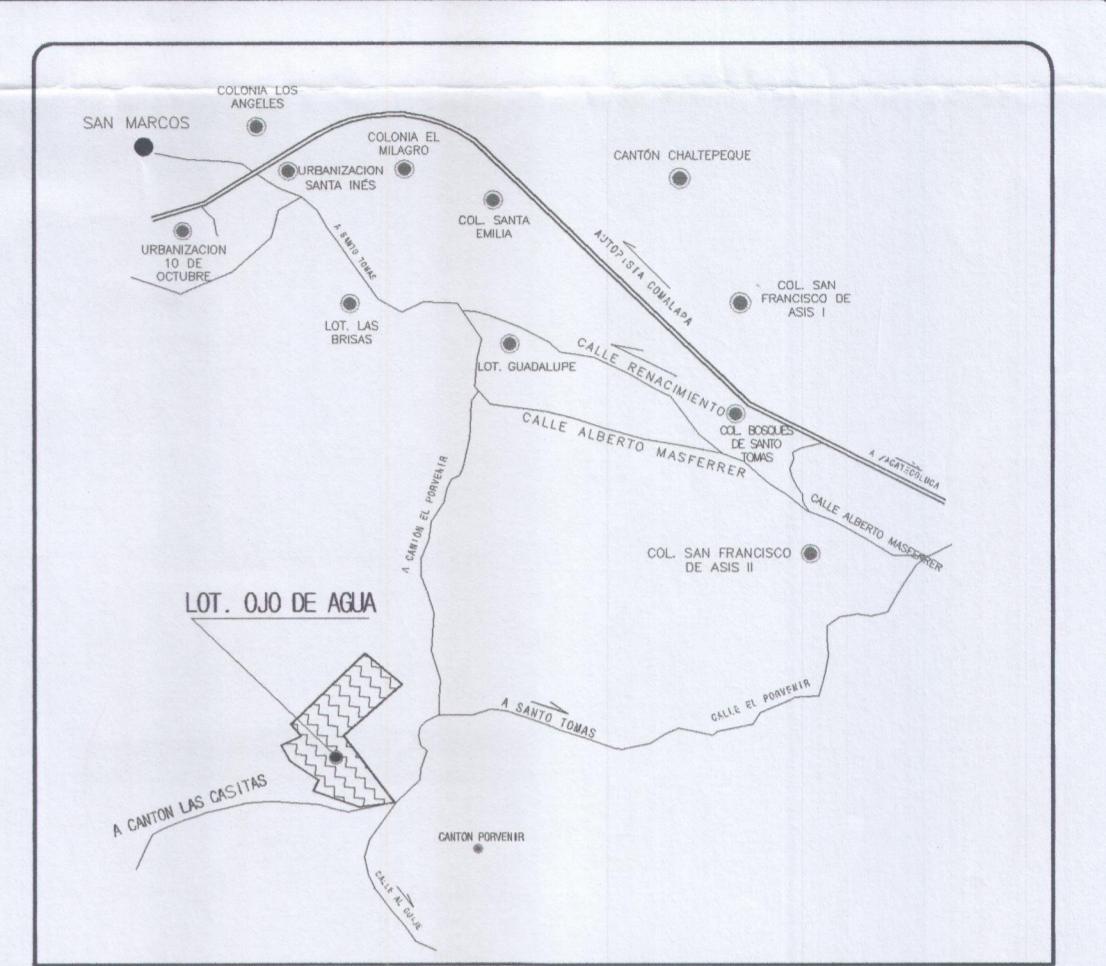 COLONIA LOS
ANGELES
SAN MARCOS
COLONIA EL
MILAGRO
CANTÓN CHALTEPEQUE
URBANIZACION
SANTA INÉS
COL. SANTA
EMILIA
A SANTO TOMAS
AUTOPISTA COMALAPA
URBANIZACION
10 DE
OCTUBRE
COL. SAN
FRANCISCO DE
ASIS I
LOT. LAS
BRISAS
CALLE RENACIMIENTO
LOT. GUADALUPE
CALLE ALBERTO MASFERRER
COL. BOSQUES
DE SANTO
TOMAS
A ZACATECOLUCA
A CANTON EL PORVENIR
CALLE ALBERTO MASFERRER
COL. SAN FRANCISCO
DE ASIS II
LOT. OJO DE AGUA
A SANTO TOMAS
CALLE EL PORVENIR
A CANTON LAS CASITAS
CANTON PORVENIR
CALLE AL GUIJE